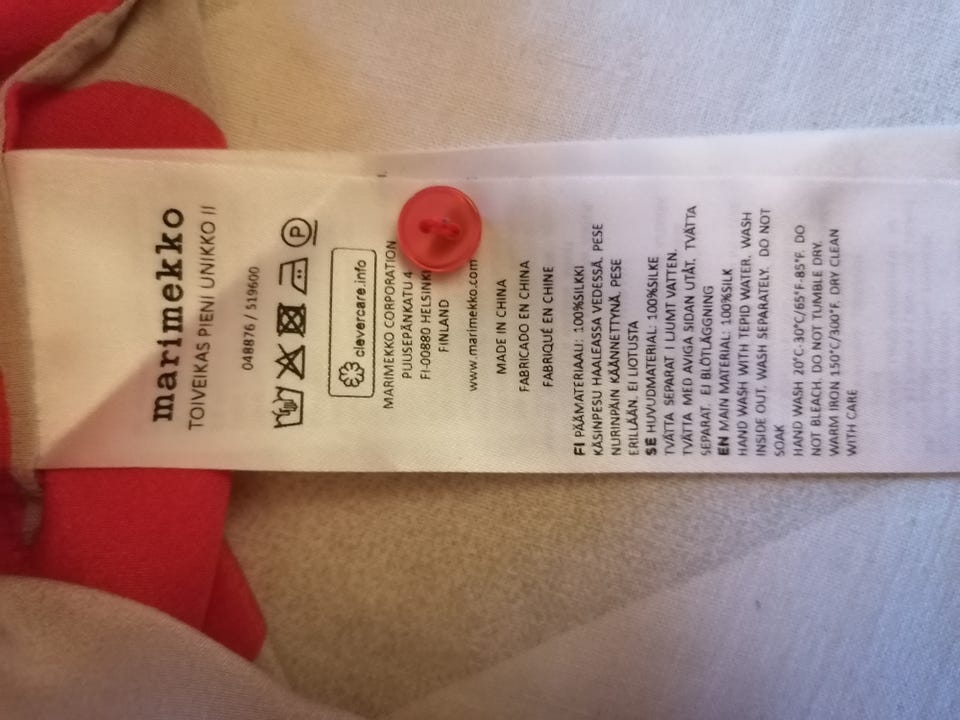 marimekko
TOIVEIKAS PIENI UNIKKO II
048876 / 519600
P
clevercare.info
MARIMEKKO CORPORATION
PUUSEPÄNKATU 4
FI-00880 HELSINKI
FINLAND
www.marimekko.com
MADE IN CHINA
FABRICADO EN CHINA
FABRIQUÉ EN CHINE
FI PÄÄMATERIAALI: 100%SILKKI
KÄSINPESU HAALEASSA VEDESSÄ, PESE
NURINPÄIN KÄÄNNETTYNÄ, PESE
ERILLÄÄN. EI LIOTUSTA
SE HUVUDMATERIAL: 100%SILKE
TVÄTTA SEPARAT I LJUMT VATTEN.
TVÄTTA MED AVIGA SIDAN UTÅT, TVÄTTA
SEPARAT. EJ BLÖTLÄGGNING
EN MAIN MATERIAL: 100%SILK
HAND WASH WITH TEPID WATER, WASH
INSIDE OUT, WASH SEPARATELY. DO NOT
SOAK
HAND WASH 20°C-30°C/65°F-85°F. DO
NOT BLEACH. DO NOT TUMBLE DRY.
WARM IRON 150°C/300°F. DRY CLEAN
WITH CARE